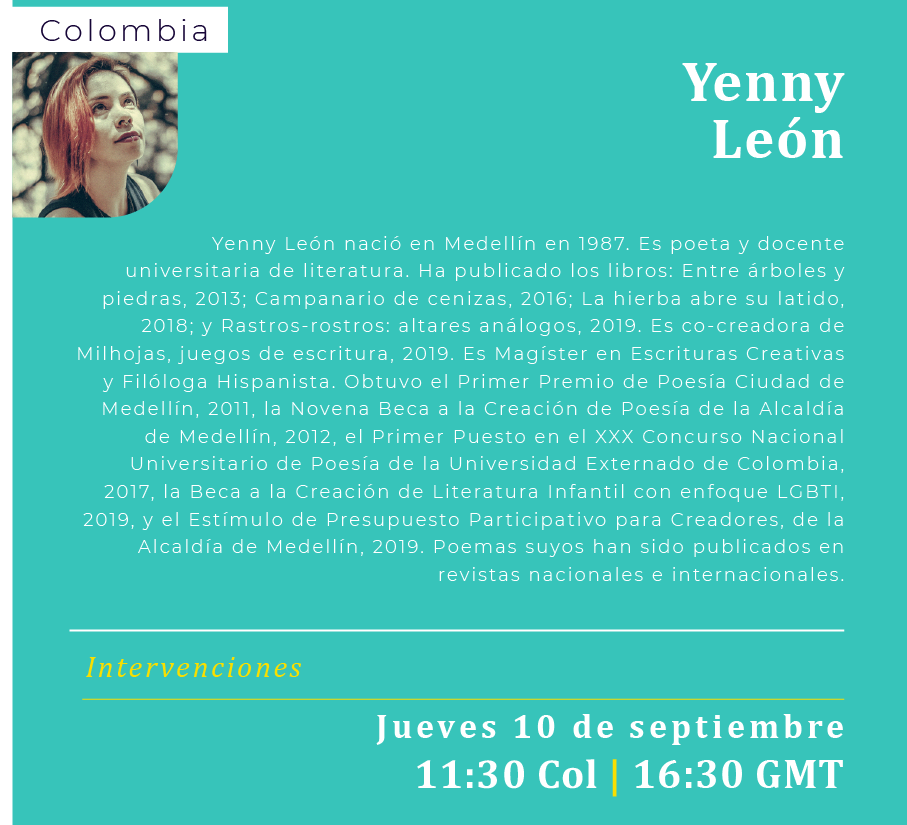 Colombia
Yenny
León
Yenny León nació en Medellín en 1987. Es poeta y docente
universitaria de literatura. Ha publicado los libros: Entre árboles y
piedras, 2013; Campanario de cenizas, 2016; La hierba abre su latido,
2018; y Rastros-rostros: altares análogos, 2019. Es co-creadora de
Milhojas, juegos de escritura, 2019. Es Magíster en Escrituras Creativas
y Filóloga Hispanista. Obtuvo el Primer Premio de Poesía Ciudad de
Medellín, 2011, la Novena Beca a la Creación de Poesía de la Alcaldía
de Medellín, 2012, el Primer Puesto en el XXX Concurso Nacional
Universitario de Poesía de la Universidad Externado de Colombia,
2017, la Beca a la Creación de Literatura Infantil con enfoque LGBTI,
2019, y el Estímulo de Presupuesto Participativo para Creadores, de la
Alcaldía de Medellín, 2019. Poemas suyos han sido publicados en
revistas nacionales e internacionales.
Intervenciones
Jueves 10 de septiembre
11:30 Col | 16:30 GMT